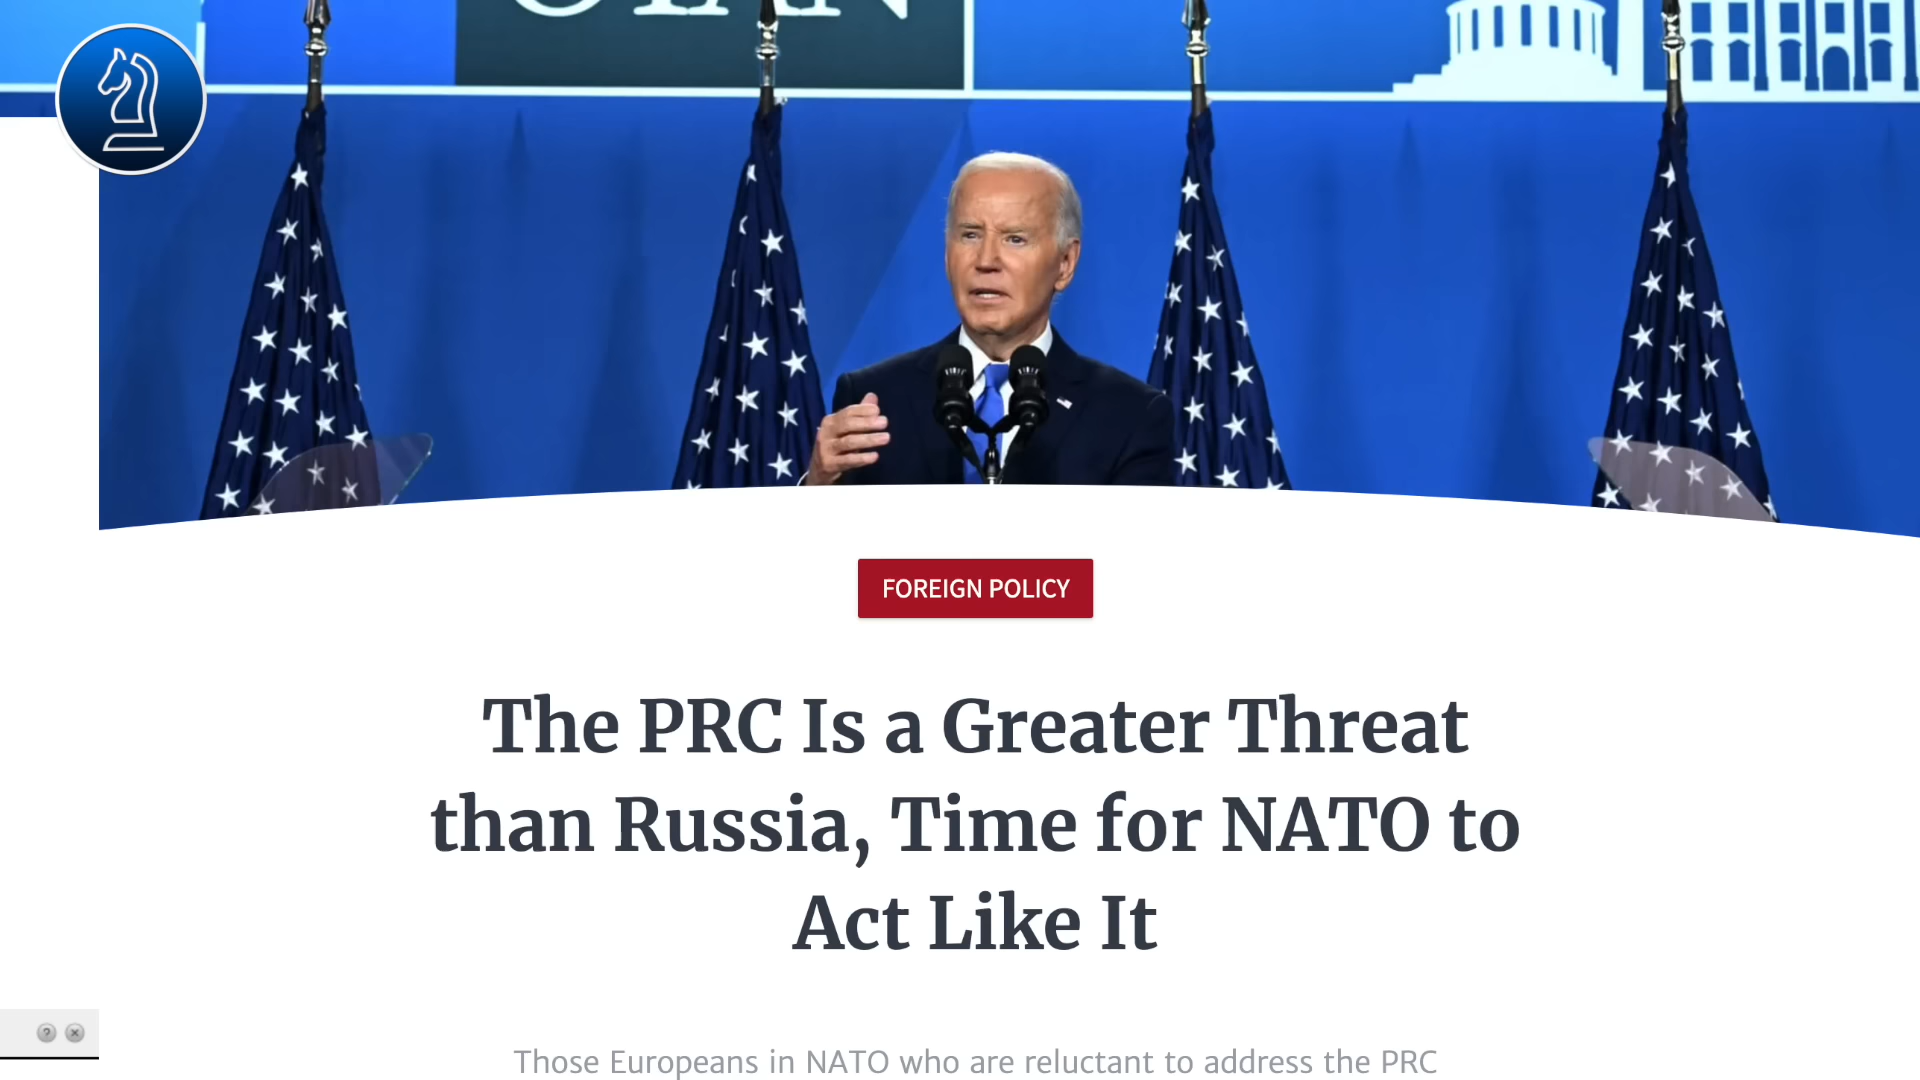 OTAN
FOREIGN POLICY
The PRC Is a Greater Threat
than Russia, Time for NATO to
Act Like It
Those Europeans in NATO who are reluctant to address the PRC